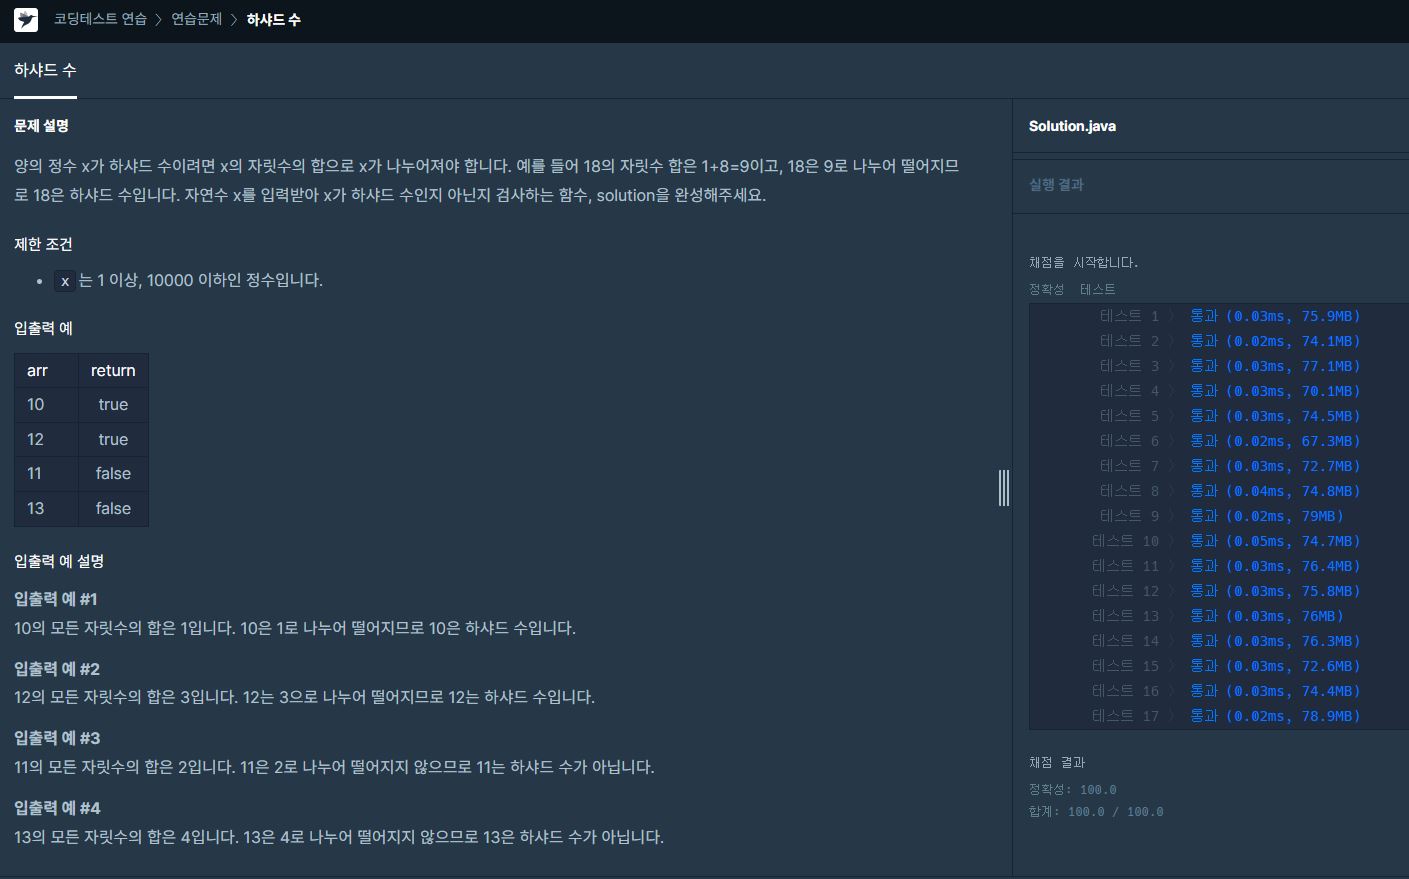 코딩테스트 연습 > 연습문제 > 하샤드 수
하샤드 수
문제 설명
양의 정수 x가 하샤드 수이려면 x의 자릿수의 합으로 x가 나누어져야 합니다. 예를 들어 18의 자릿수 합은 1+8=9이고, 18은 9로 나누어 떨어지므
로 18은 하샤드 수입니다. 자연수 x를 입력받아 x가 하샤드 수인지 아닌지 검사하는 함수, solution을 완성해주세요.
제한 조건
• x 는 1 이상, 10000 이하인 정수입니다.
입출력 예
arr return
10 true
12 true
11 false
13 false
입출력 예 설명
입출력 예 #1
10의 모든 자릿수의 합은 1입니다. 10은 1로 나누어 떨어지므로 10은 하샤드 수입니다.
입출력 예 #2
12의 모든 자릿수의 합은 3입니다. 12는 3으로 나누어 떨어지므로 12는 하샤드 수입니다.
입출력 예 #3
11의 모든 자릿수의 합은 2입니다. 11은 2로 나누어 떨어지지 않으므로 11는 하샤드 수가 아닙니다.
입출력 예 #4
13의 모든 자릿수의 합은 4입니다. 13은 4로 나누어 떨어지지 않으므로 13은 하샤드 수가 아닙니다.
Solution.java
실행 결과
채점을 시작합니다.
정확성 테스트
테스트 1 > 통과 (0.03ms, 75.9MB)
테스트 2 > 통과 (0.02ms, 74.1MB)
테스트 3 > 통과 (0.03ms, 77.1MB)
테스트 4 > 통과 (0.03ms, 70.1MB)
테스트 5 > 통과 (0.03ms, 74.5MB)
테스트 6 > 통과 (0.02ms, 67.3MB)
테스트 7 > 통과 (0.03ms, 72.7MB)
테스트 8 > 통과 (0.04ms, 74.8MB)
테스트 9 > 통과 (0.02ms, 79MB)
테스트 10 > 통과 (0.05ms, 74.7MB)
테스트 11 > 통과 (0.03ms, 76.4MB)
테스트 12 > 통과 (0.03ms, 75.8MB)
테스트 13 > 통과 (0.03ms, 76MB)
테스트 14 > 통과 (0.03ms, 76.3MB)
테스트 15 > 통과 (0.03ms, 72.6MB)
테스트 16 > 통과 (0.03ms, 74.4MB)
테스트 17 > 통과 (0.02ms, 78.9MB)
채점 결과
정확성: 100.0
합계: 100.0 / 100.0